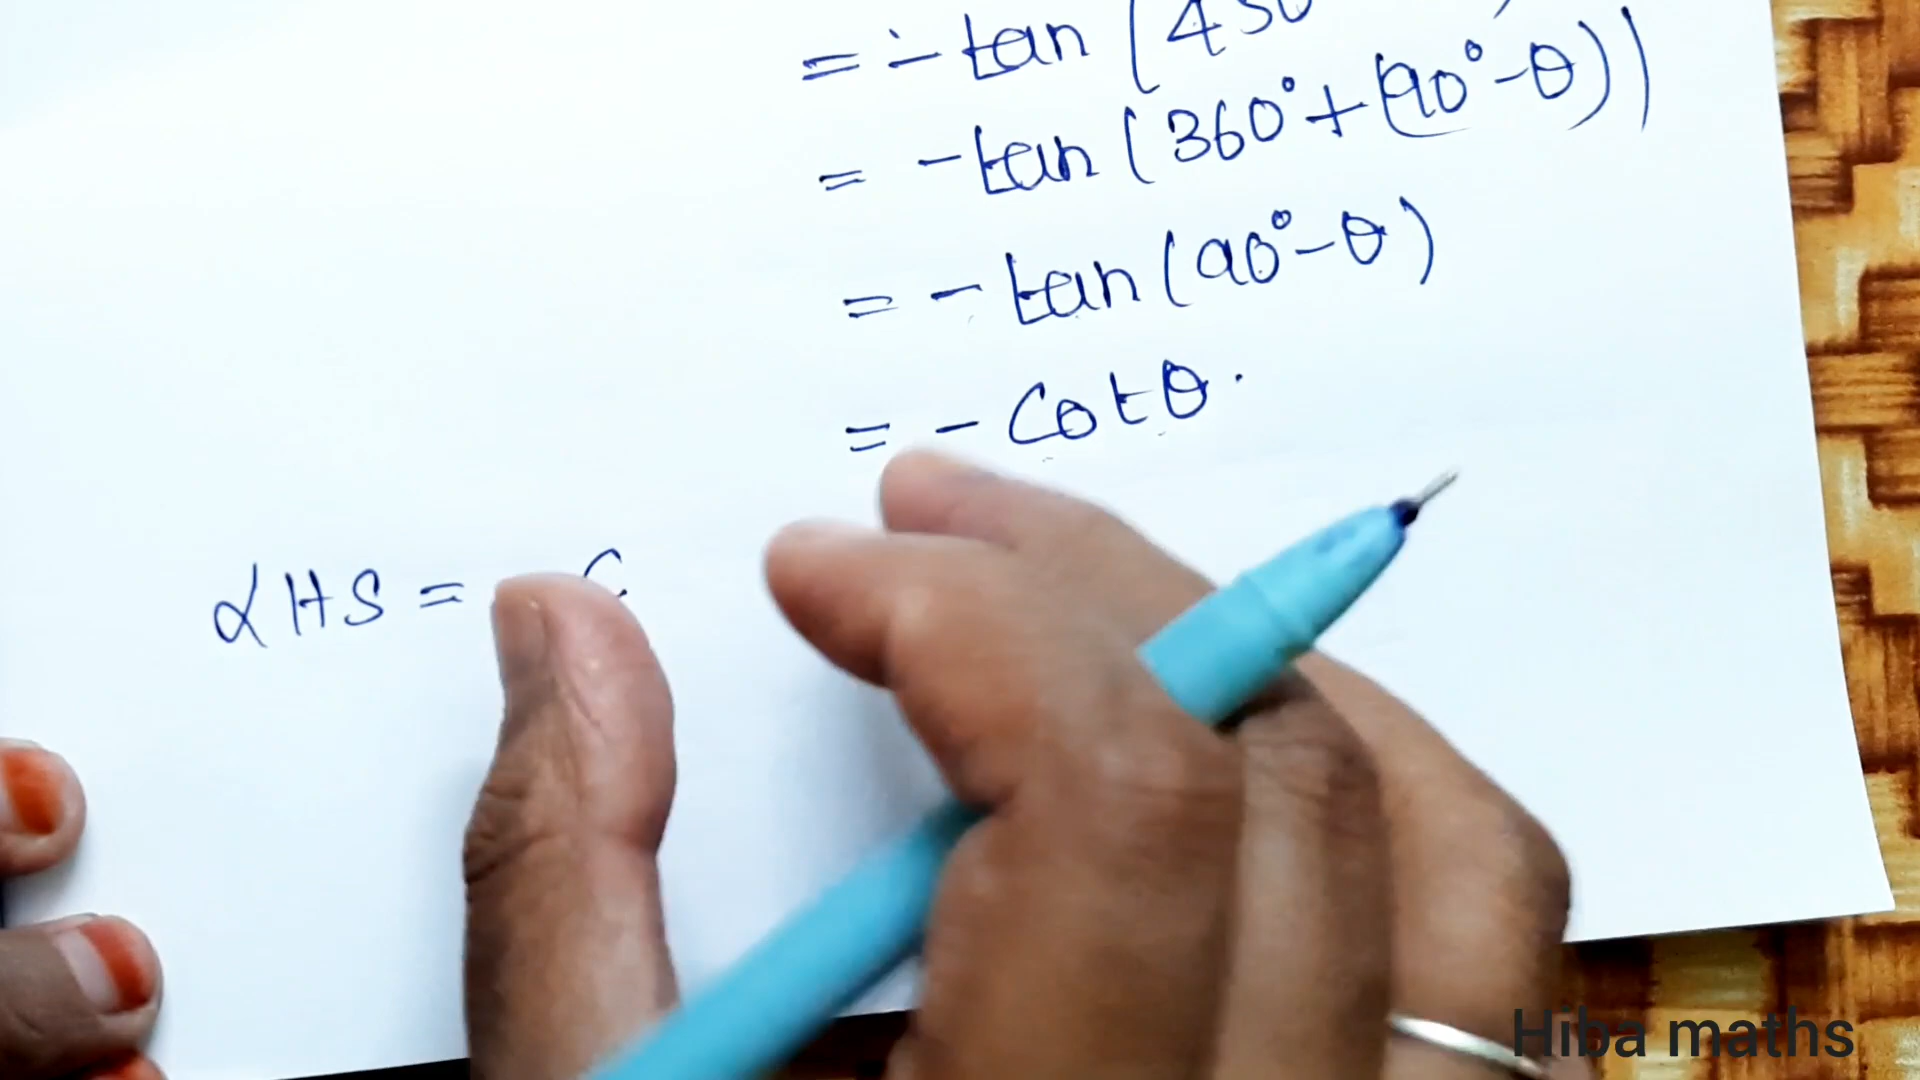 = - tan (450
= - tan (360° + (90° - θ))
= - tan (90° - θ)
= - cot θ.
LHS =
Hiba maths